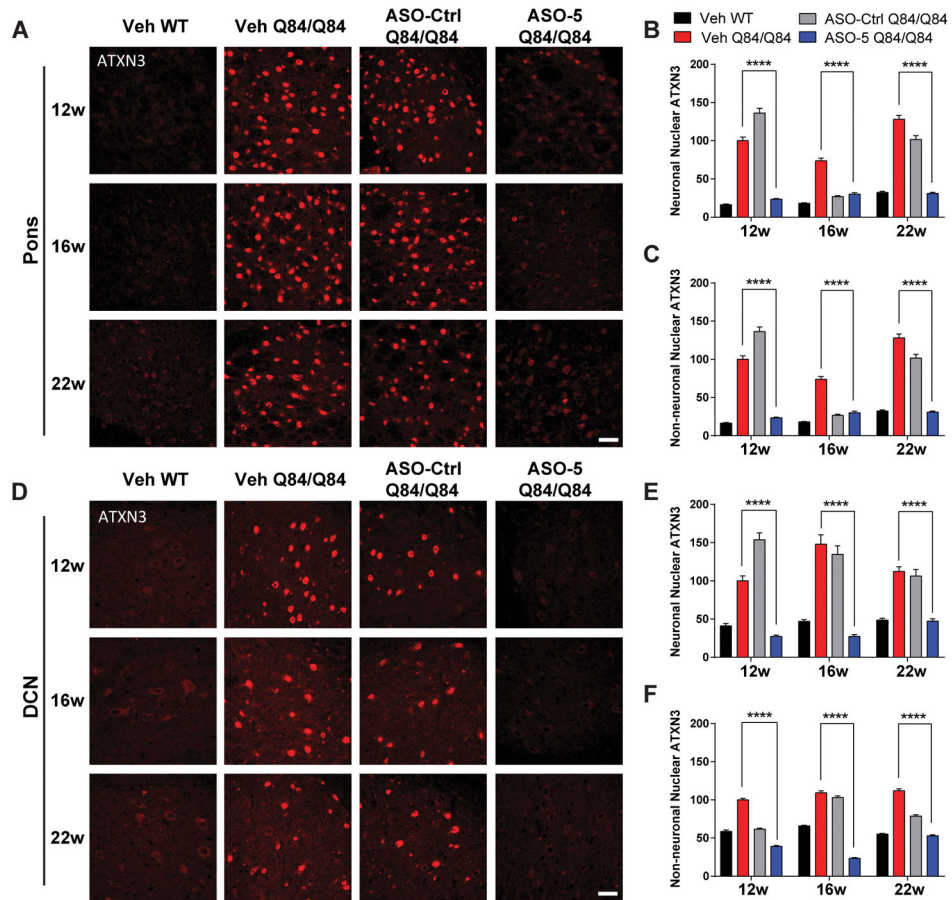 A
Veh WT
Veh Q84/Q84
ASO-Ctrl
Q84/Q84
ASO-5
Q84/Q84
ATXN3
12w
16w
22w
Pons
B
Veh WT
ASO-Ctrl Q84/Q84
Veh Q84/Q84
ASO-5 Q84/Q84
Neuronal Nuclear ATXN3
200
150
100
50
0
****
****
****
12w
16w
22w
C
Non-neuronal Nuclear ATXN3
200
150
100
50
0
****
****
****
12w
16w
22w
D
Veh WT
Veh Q84/Q84
ASO-Ctrl
Q84/Q84
ASO-5
Q84/Q84
ATXN3
12w
16w
22w
DCN
E
Neuronal Nuclear ATXN3
200
150
100
50
0
****
****
****
12w
16w
22w
F
Non-neuronal Nuclear ATXN3
200
150
100
50
0
****
****
****
12w
16w
22w